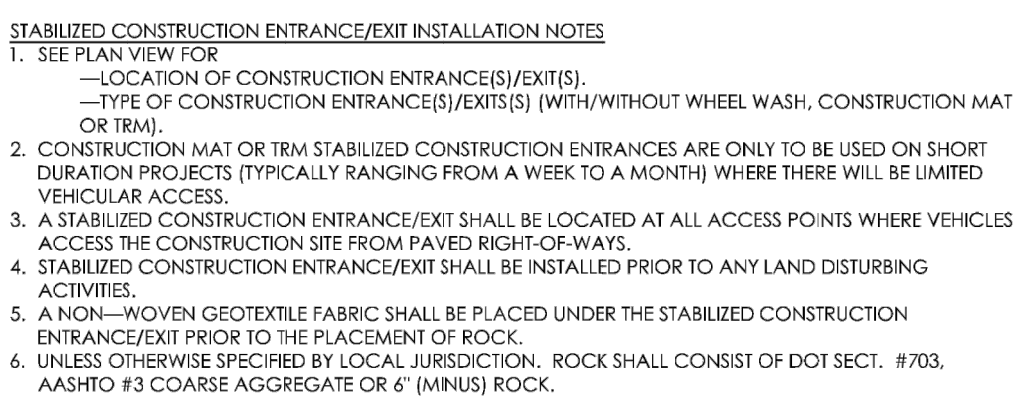 STABILIZED CONSTRUCTION ENTRANCE/EXIT INSTALLATION NOTES
1. SEE PLAN VIEW FOR
—LOCATION OF CONSTRUCTION ENTRANCE(S)/EXIT(S).
—TYPE OF CONSTRUCTION ENTRANCE(S)/EXITS(S) (WITH/WITHOUT WHEEL WASH, CONSTRUCTION MAT
OR TRM).
2. CONSTRUCTION MAT OR TRM STABILIZED CONSTRUCTION ENTRANCES ARE ONLY TO BE USED ON SHORT
DURATION PROJECTS (TYPICALLY RANGING FROM A WEEK TO A MONTH) WHERE THERE WILL BE LIMITED
VEHICULAR ACCESS.
3. A STABILIZED CONSTRUCTION ENTRANCE/EXIT SHALL BE LOCATED AT ALL ACCESS POINTS WHERE VEHICLES
ACCESS THE CONSTRUCTION SITE FROM PAVED RIGHT-OF-WAYS.
4. STABILIZED CONSTRUCTION ENTRANCE/EXIT SHALL BE INSTALLED PRIOR TO ANY LAND DISTURBING
ACTIVITIES.
5. A NON—WOVEN GEOTEXTILE FABRIC SHALL BE PLACED UNDER THE STABILIZED CONSTRUCTION
ENTRANCE/EXIT PRIOR TO THE PLACEMENT OF ROCK.
6. UNLESS OTHERWISE SPECIFIED BY LOCAL JURISDICTION. ROCK SHALL CONSIST OF DOT SECT. #703,
AASHTO #3 COARSE AGGREGATE OR 6" (MINUS) ROCK.